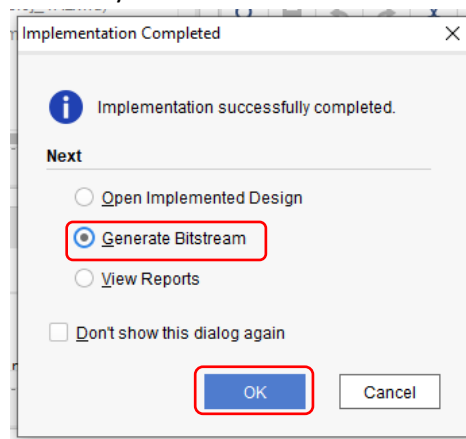 Implementation Completed
Implementation successfully completed.
Next
Open Implemented Design
Generate Bitstream
View Reports
Don't show this dialog again
OK
Cancel